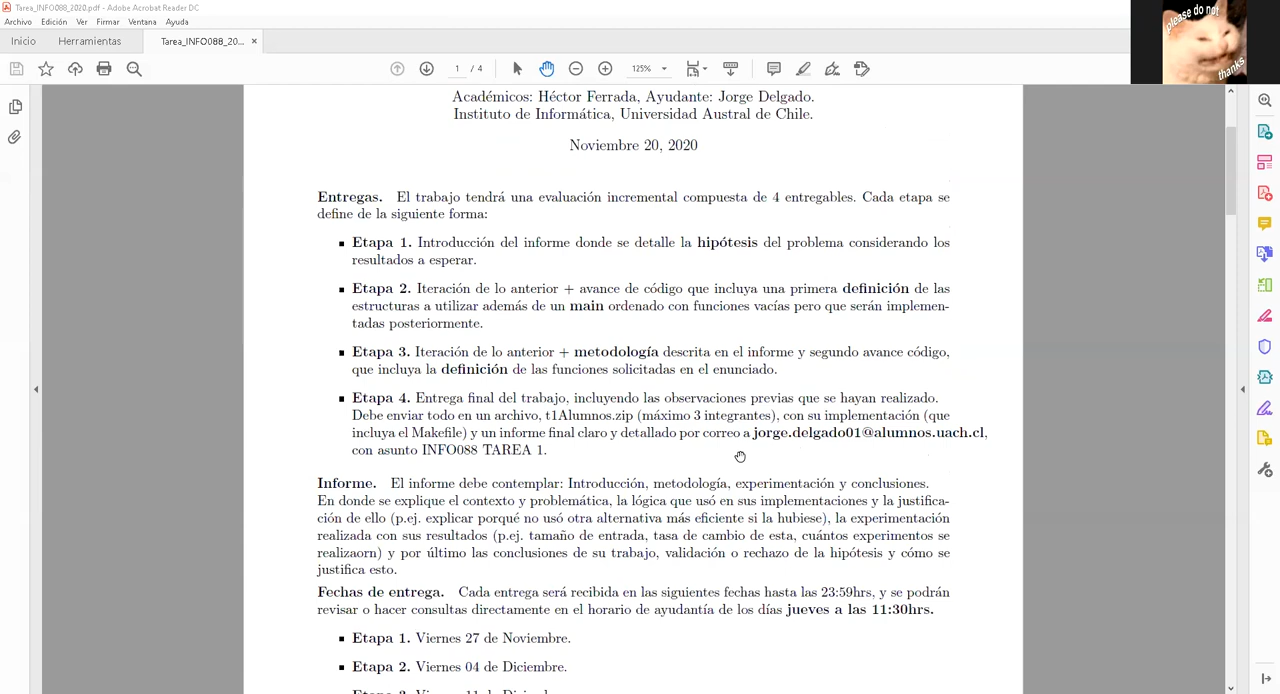 Tarea_INFO088_2020.pdf - Adobe Acrobat Reader DC
Archivo Edición Ver Firmar Ventana Ayuda
Inicio Herramientas Tarea_INFO088_20... ×
1 / 4 125%
please do not
thanks
Académicos: Héctor Ferrada, Ayudante: Jorge Delgado.
Instituto de Informática, Universidad Austral de Chile.
Noviembre 20, 2020
Entregas. El trabajo tendrá una evaluación incremental compuesta de 4 entregables. Cada etapa se
define de la siguiente forma:
▪ Etapa 1. Introducción del informe donde se detalle la hipótesis del problema considerando los
resultados a esperar.
▪ Etapa 2. Iteración de lo anterior + avance de código que incluya una primera definición de las
estructuras a utilizar además de un main ordenado con funciones vacías pero que serán implemen-
tadas posteriormente.
▪ Etapa 3. Iteración de lo anterior + metodología descrita en el informe y segundo avance código,
que incluya la definición de las funciones solicitadas en el enunciado.
▪ Etapa 4. Entrega final del trabajo, incluyendo las observaciones previas que se hayan realizado.
Debe enviar todo en un archivo, t1Alumnos.zip (máximo 3 integrantes), con su implementación (que
incluya el Makefile) y un informe final claro y detallado por correo a jorge.delgado01@alumnos.uach.cl,
con asunto INFO088 TAREA 1.
Informe. El informe debe contemplar: Introducción, metodología, experimentación y conclusiones.
En donde se explique el contexto y problemática, la lógica que usó en sus implementaciones y la justifica-
ción de ello (p.ej. explicar porqué no usó otra alternativa más eficiente si la hubiese), la experimentación
realizada con sus resultados (p.ej. tamaño de entrada, tasa de cambio de esta, cuántos experimentos se
realizaorn) y por último las conclusiones de su trabajo, validación o rechazo de la hipótesis y cómo se
justifica esto.
Fechas de entrega. Cada entrega será recibida en las siguientes fechas hasta las 23:59hrs, y se podrán
revisar o hacer consultas directamente en el horario de ayudantía de los días jueves a las 11:30hrs.
▪ Etapa 1. Viernes 27 de Noviembre.
▪ Etapa 2. Viernes 04 de Diciembre.